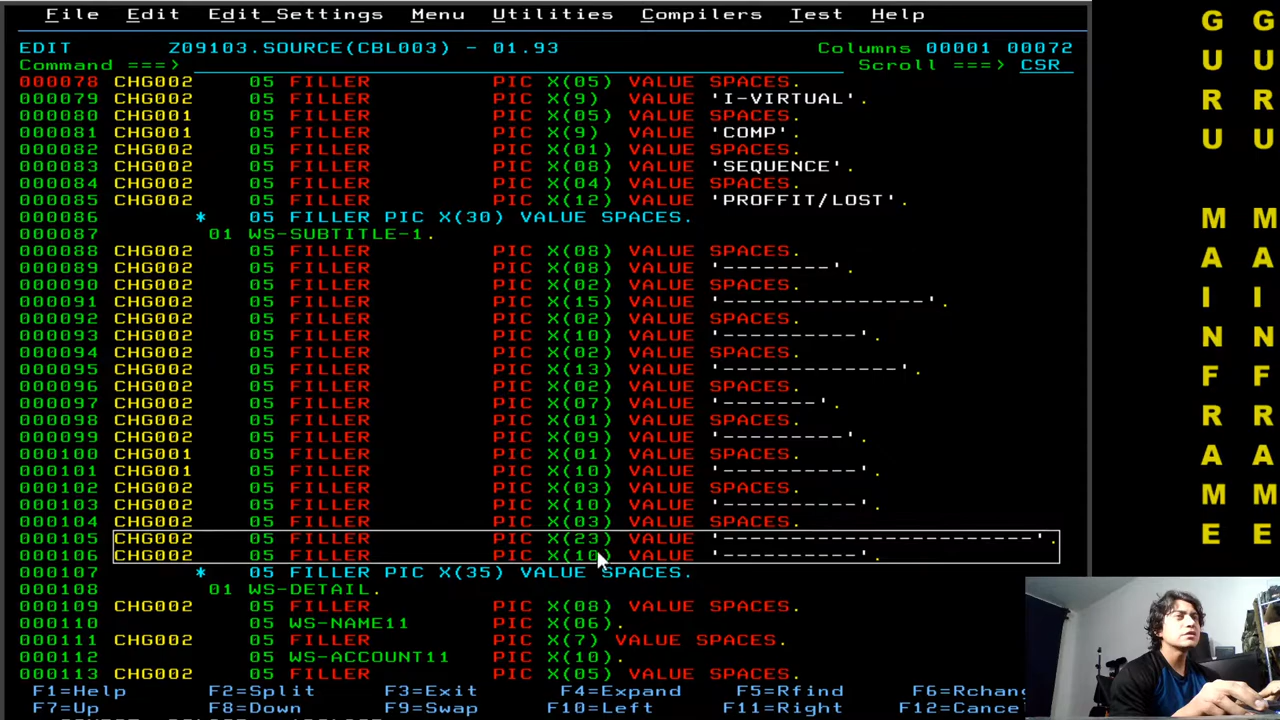 File Edit Edit_Settings Menu Utilities Compilers Test Help
EDIT Z09103.SOURCE(CBL003) - 01.93 Columns 00001 00072
Command ===> Scroll ===> CSR
000078 CHG002 05 FILLER PIC X(05) VALUE SPACES.
000079 CHG002 05 FILLER PIC X(9) VALUE 'I-VIRTUAL'.
000080 CHG001 05 FILLER PIC X(05) VALUE SPACES.
000081 CHG001 05 FILLER PIC X(9) VALUE 'COMP'.
000082 CHG002 05 FILLER PIC X(01) VALUE SPACES.
000083 CHG002 05 FILLER PIC X(08) VALUE 'SEQUENCE'.
000084 CHG002 05 FILLER PIC X(04) VALUE SPACES.
000085 CHG002 05 FILLER PIC X(12) VALUE 'PROFFIT/LOST'.
000086 * 05 FILLER PIC X(30) VALUE SPACES.
000087 01 WS-SUBTITLE-1.
000088 CHG002 05 FILLER PIC X(08) VALUE SPACES.
000089 CHG002 05 FILLER PIC X(08) VALUE '--------'.
000090 CHG002 05 FILLER PIC X(02) VALUE SPACES.
000091 CHG002 05 FILLER PIC X(15) VALUE '---------------'.
000092 CHG002 05 FILLER PIC X(02) VALUE SPACES.
000093 CHG002 05 FILLER PIC X(10) VALUE '----------'.
000094 CHG002 05 FILLER PIC X(02) VALUE SPACES.
000095 CHG002 05 FILLER PIC X(13) VALUE '-------------'.
000096 CHG002 05 FILLER PIC X(02) VALUE SPACES.
000097 CHG002 05 FILLER PIC X(07) VALUE '-------'.
000098 CHG002 05 FILLER PIC X(01) VALUE SPACES.
000099 CHG002 05 FILLER PIC X(09) VALUE '---------'.
000100 CHG001 05 FILLER PIC X(01) VALUE SPACES.
000101 CHG001 05 FILLER PIC X(10) VALUE '----------'.
000102 CHG002 05 FILLER PIC X(03) VALUE SPACES.
000103 CHG002 05 FILLER PIC X(10) VALUE '----------'.
000104 CHG002 05 FILLER PIC X(03) VALUE SPACES.
000105 CHG002 05 FILLER PIC X(23) VALUE '-----------------------'.
000106 CHG002 05 FILLER PIC X(10) VALUE '----------'.
000107 * 05 FILLER PIC X(35) VALUE SPACES.
000108 01 WS-DETAIL.
000109 CHG002 05 FILLER PIC X(08) VALUE SPACES.
000110 05 WS-NAME11 PIC X(06).
000111 CHG002 05 FILLER PIC X(7) VALUE SPACES.
000112 05 WS-ACCOUNT11 PIC X(10).
000113 CHG002 05 FILLER PIC X(05) VALUE SPACES.
F1=Help F2=Split F3=Exit F4=Expand F5=Rfind F6=Rchang
F7=Up F8=Down F9=Swap F10=Left F11=Right F12=Cance
GURU MAINFRAME
GURU MAINFRAME